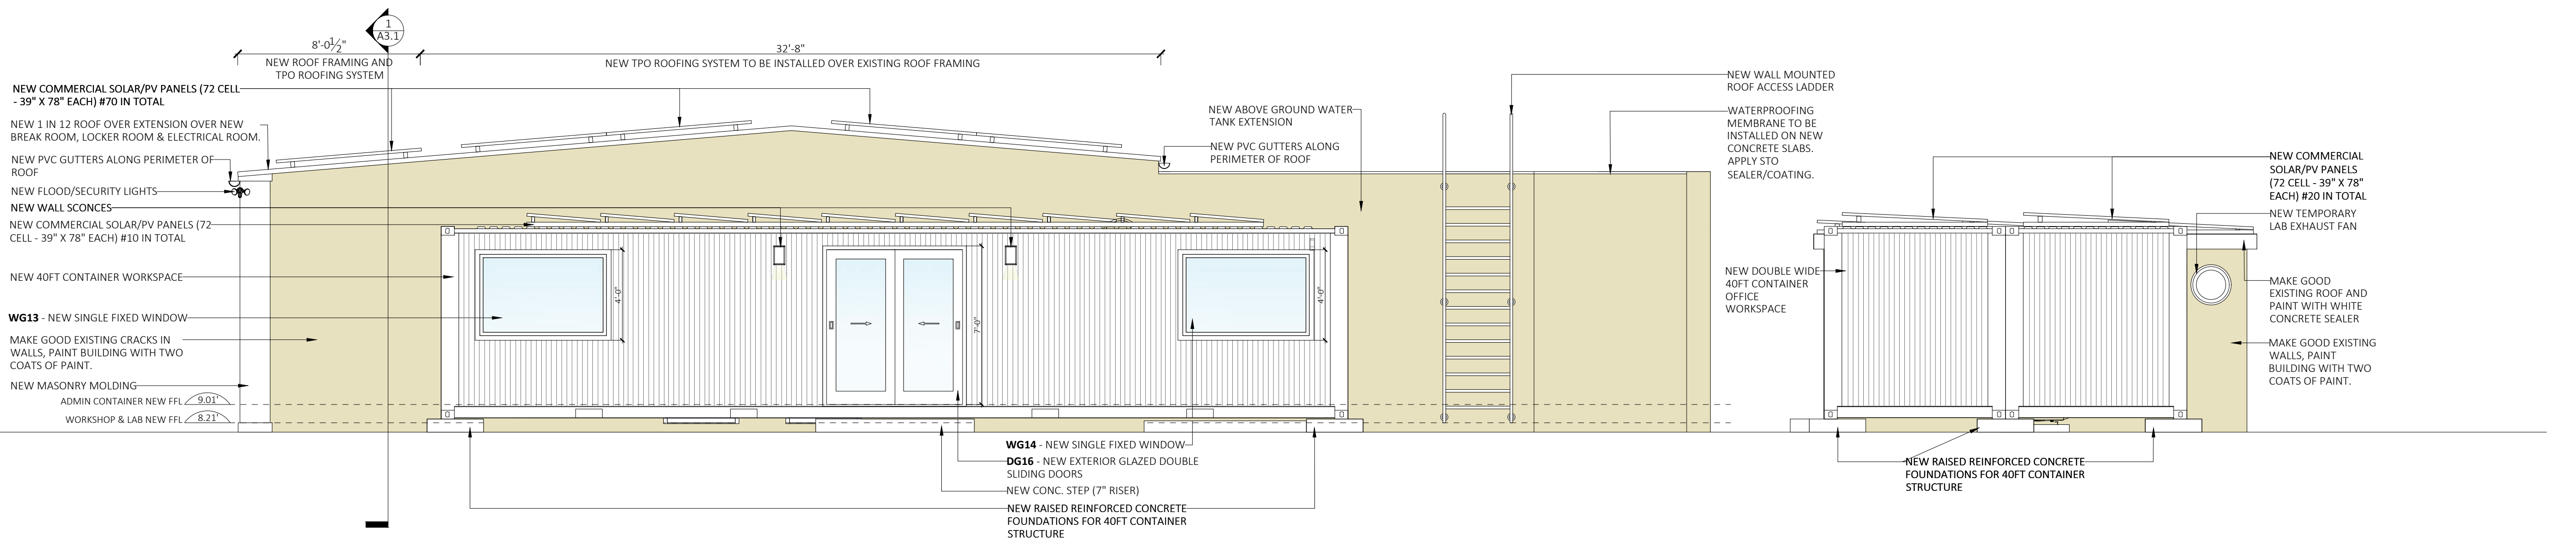 1
A3.1
8'-0½"
32'-8"
NEW ROOF FRAMING AND
TPO ROOFING SYSTEM
NEW TPO ROOFING SYSTEM TO BE INSTALLED OVER EXISTING ROOF FRAMING
NEW COMMERCIAL SOLAR/PV PANELS (72 CELL
- 39" X 78" EACH) #70 IN TOTAL
NEW 1 IN 12 ROOF OVER EXTENSION OVER NEW
BREAK ROOM, LOCKER ROOM & ELECTRICAL ROOM.
NEW PVC GUTTERS ALONG PERIMETER OF
ROOF
NEW FLOOD/SECURITY LIGHTS
NEW WALL SCONCES
NEW COMMERCIAL SOLAR/PV PANELS (72
CELL - 39" X 78" EACH) #10 IN TOTAL
NEW 40FT CONTAINER WORKSPACE
WG13 - NEW SINGLE FIXED WINDOW
MAKE GOOD EXISTING CRACKS IN
WALLS, PAINT BUILDING WITH TWO
COATS OF PAINT.
NEW MASONRY MOLDING
ADMIN CONTAINER NEW FFL
9.01'
WORKSHOP & LAB NEW FFL
8.21'
4'-0"
7'-0"
4'-0"
NEW ABOVE GROUND WATER
TANK EXTENSION
NEW PVC GUTTERS ALONG
PERIMETER OF ROOF
NEW WALL MOUNTED
ROOF ACCESS LADDER
WATERPROOFING
MEMBRANE TO BE
INSTALLED ON NEW
CONCRETE SLABS.
APPLY STO
SEALER/COATING.
WG14 - NEW SINGLE FIXED WINDOW
DG16 - NEW EXTERIOR GLAZED DOUBLE
SLIDING DOORS
NEW CONC. STEP (7" RISER)
NEW RAISED REINFORCED CONCRETE
FOUNDATIONS FOR 40FT CONTAINER
STRUCTURE
NEW DOUBLE WIDE
40FT CONTAINER
OFFICE
WORKSPACE
NEW COMMERCIAL
SOLAR/PV PANELS
(72 CELL - 39" X 78"
EACH) #20 IN TOTAL
NEW TEMPORARY
LAB EXHAUST FAN
MAKE GOOD
EXISTING ROOF AND
PAINT WITH WHITE
CONCRETE SEALER
MAKE GOOD EXISTING
WALLS, PAINT
BUILDING WITH TWO
COATS OF PAINT.
NEW RAISED REINFORCED CONCRETE
FOUNDATIONS FOR 40FT CONTAINER
STRUCTURE